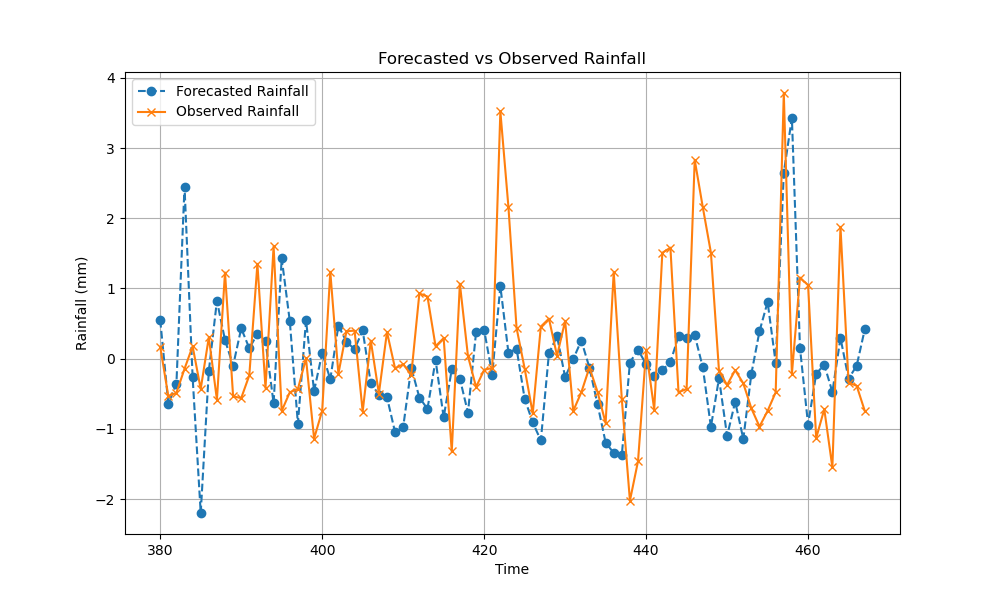 Forecasted vs Observed Rainfall
Forecasted Rainfall
Observed Rainfall
Rainfall (mm)
4
3
2
1
0
−1
−2
380
400
420
440
460
Time